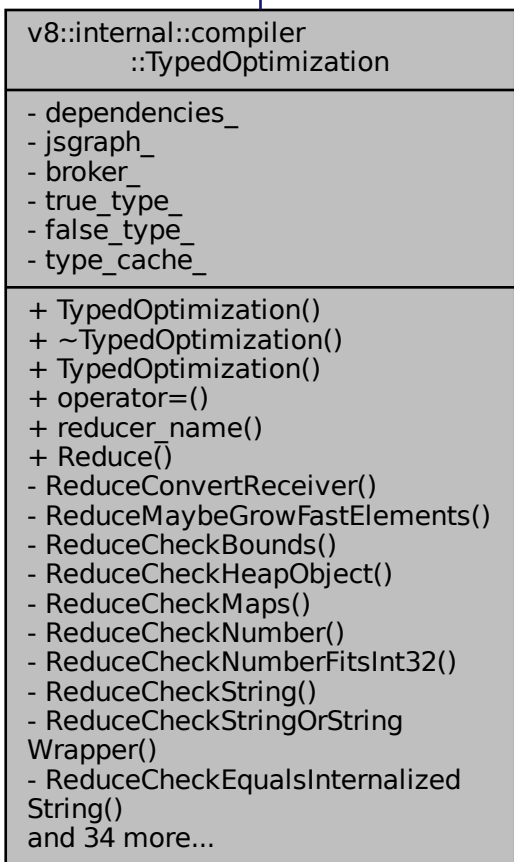 v8::internal::compiler
::TypedOptimization
- dependencies_
- jsgraph_
- broker_
- true_type_
- false_type_
- type_cache_
+ TypedOptimization()
+ ~TypedOptimization()
+ TypedOptimization()
+ operator=()
+ reducer_name()
+ Reduce()
- ReduceConvertReceiver()
- ReduceMaybeGrowFastElements()
- ReduceCheckBounds()
- ReduceCheckHeapObject()
- ReduceCheckMaps()
- ReduceCheckNumber()
- ReduceCheckNumberFitsInt32()
- ReduceCheckString()
- ReduceCheckStringOrString
Wrapper()
- ReduceCheckEqualsInternalized
String()
and 34 more...